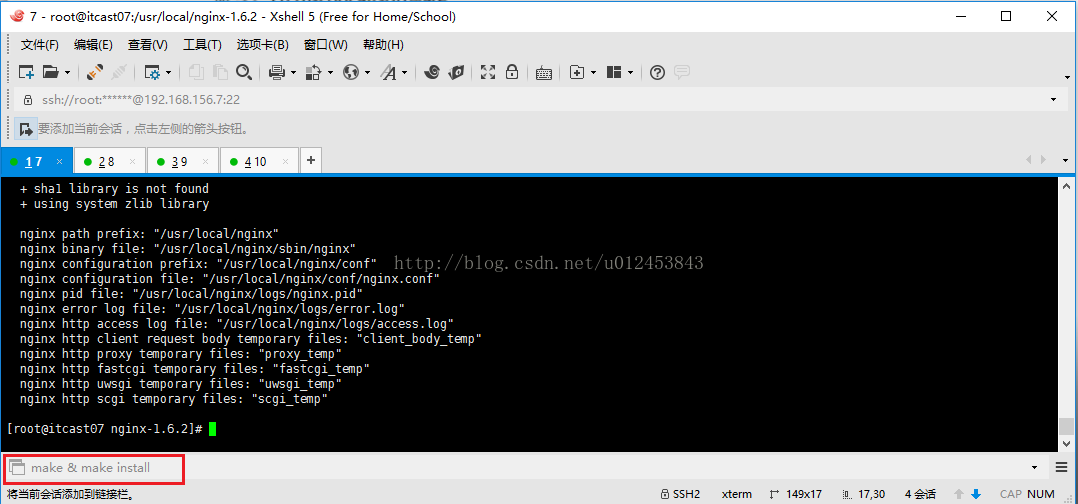 7 - root@itcast07:/usr/local/nginx-1.6.2 - Xshell 5 (Free for Home/School)
文件(F) 编辑(E) 查看(V) 工具(T) 选项卡(B) 窗口(W) 帮助(H)
ssh://root:******@192.168.156.7:22
要添加当前会话，点击左侧的箭头按钮。
1 7 × 2 8 × 3 9 × 4 10 × +
+ sha1 library is not found
+ using system zlib library
nginx path prefix: "/usr/local/nginx"
nginx binary file: "/usr/local/nginx/sbin/nginx"
nginx configuration prefix: "/usr/local/nginx/conf"
http://blog.csdn.net/u012453843
nginx configuration file: "/usr/local/nginx/conf/nginx.conf"
nginx pid file: "/usr/local/nginx/logs/nginx.pid"
nginx error log file: "/usr/local/nginx/logs/error.log"
nginx http access log file: "/usr/local/nginx/logs/access.log"
nginx http client request body temporary files: "client_body_temp"
nginx http proxy temporary files: "proxy_temp"
nginx http fastcgi temporary files: "fastcgi_temp"
nginx http uwsgi temporary files: "uwsgi_temp"
nginx http scgi temporary files: "scgi_temp"
[root@itcast07 nginx-1.6.2]#
make & make install
将当前会话添加到链接栏。 SSH2 xterm 149x17 17,30 4 会话 CAP NUM